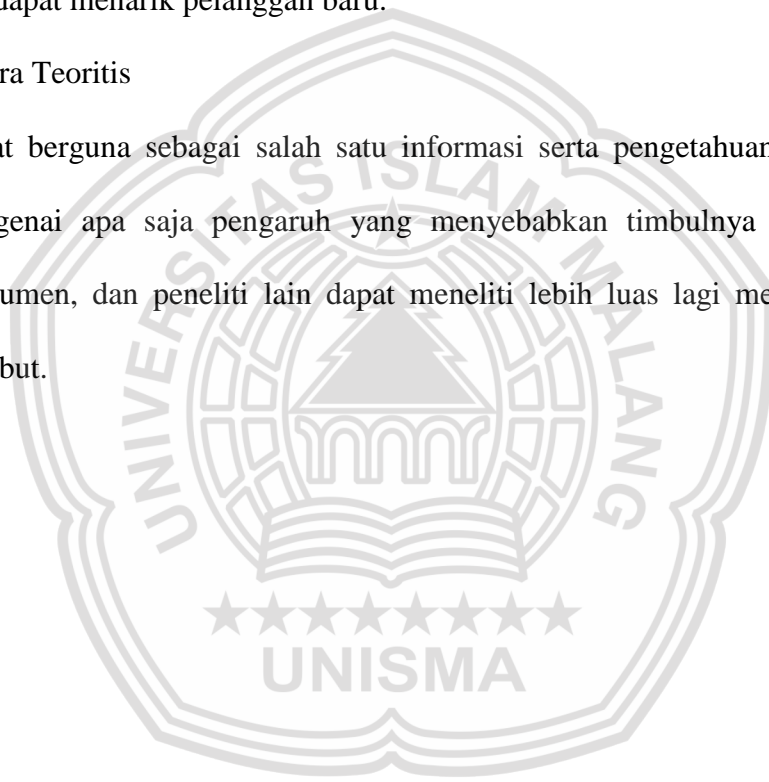 dapat menarik pelanggan baru.
ra Teoritis
at berguna sebagai salah satu informasi serta pengetahuan
genai apa saja pengaruh yang menyebabkan timbulnya
umen, dan peneliti lain dapat meneliti lebih luas lagi me
but.
UNIVERSITAS ISLAM MALANG
UNISMA